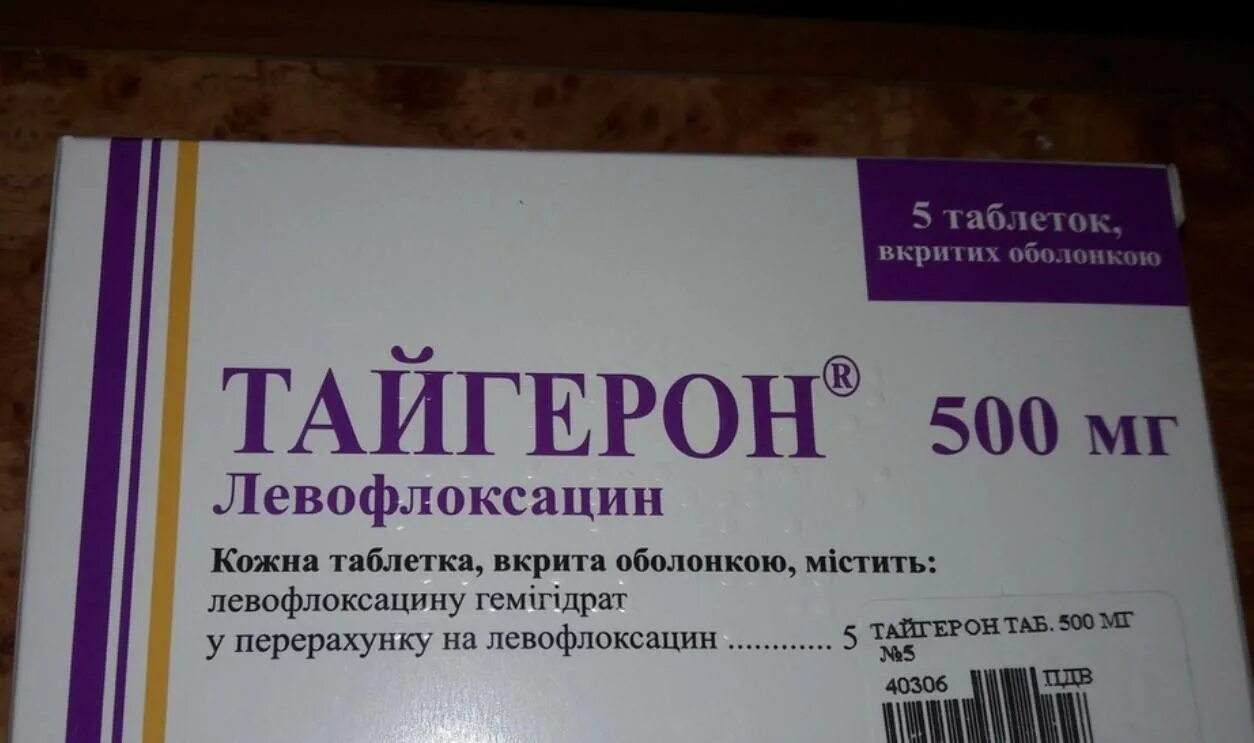 5 таблеток,
вкритих оболонкою
ТАЙГЕРОН® 500 мг
Левофлоксацин
Кожна таблетка, вкрита оболонкою, містить:
левофлоксацину гемігідрат
у перерахунку на левофлоксацин ............ 5
ТАЙГЕРОН ТАБ. 500 МГ
№5
40306 ПДВ